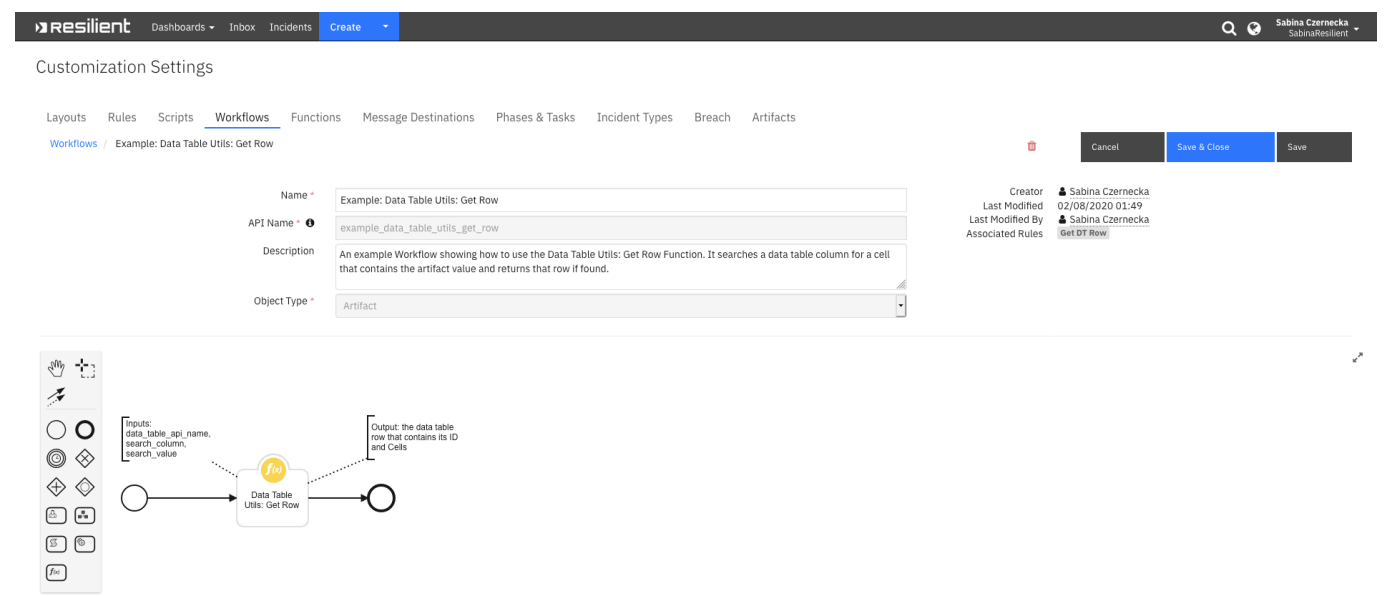 Resilient Dashboards Inbox Incidents Create Sabina Czernecka
SabinaResilient
Customization Settings
Layouts Rules Scripts Workflows Functions Message Destinations Phases & Tasks Incident Types Breach Artifacts
Workflows / Example: Data Table Utils: Get Row Cancel Save & Close Save
Name * Example: Data Table Utils: Get Row
API Name * example_data_table_utils_get_row
Description An example Workflow showing how to use the Data Table Utils: Get Row Function. It searches a data table column for a cell
that contains the artifact value and returns that row if found.
Object Type * Artifact
Creator Sabina Czernecka
Last Modified 02/08/2020 01:49
Last Modified By Sabina Czernecka
Associated Rules Get DT Row
Inputs:
data_table_api_name,
search_column,
search_value
Output: the data table
row that contains its ID
and Cells
f(x)
Data Table
Utils: Get Row
f(x)